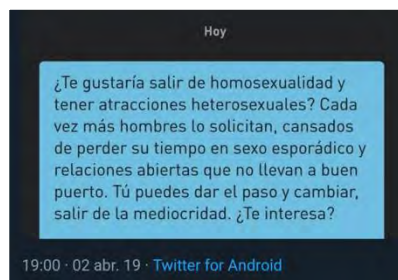 Hoy
¿Te gustaría salir de homosexualidad y
tener atracciones heterosexuales? Cada
vez más hombres lo solicitan, cansados
de perder su tiempo en sexo esporádico y
relaciones abiertas que no llevan a buen
puerto. Tú puedes dar el paso y cambiar,
salir de la mediocridad. ¿Te interesa?
19:00 · 02 abr. 19 · Twitter for Android